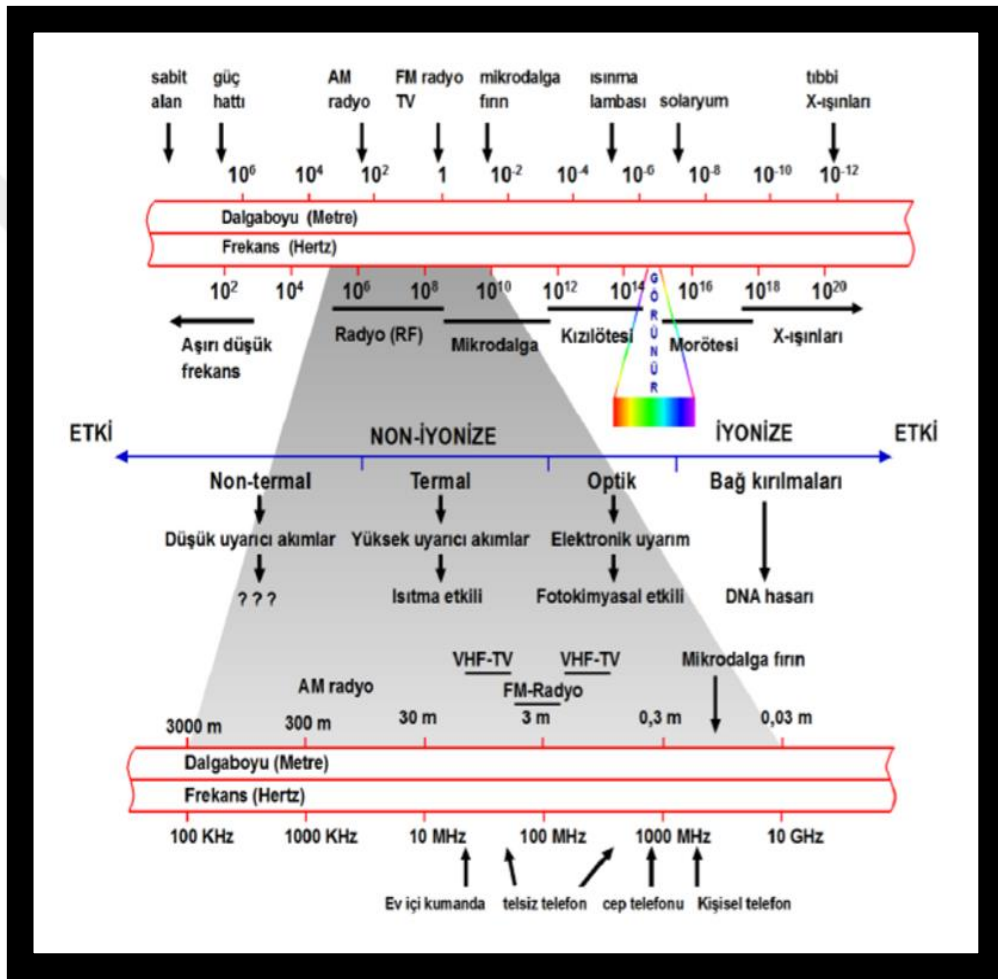 sabit alan
güç hattı
AM radyo
FM radyo TV
mikrodalga fırın
ısınma lambası
solaryum
tıbbi X-ışınları
10⁶ 10⁴ 10² 1 10⁻² 10⁻⁴ 10⁻⁶ 10⁻⁸ 10⁻¹⁰ 10⁻¹²
Dalgaboyu (Metre)
Frekans (Hertz)
10² 10⁴ 10⁶ 10⁸ 10¹⁰ 10¹² 10¹⁴ 10¹⁶ 10¹⁸ 10²⁰
Aşırı düşük frekans
Radyo (RF)
Mikrodalga
Kızılötesi
GÖRÜNÜR
Morötesi
X-ışınları
ETKİ NON-İYONİZE İYONİZE ETKİ
Non-termal Termal Optik Bağ kırılmaları
Düşük uyarıcı akımlar Yüksek uyarıcı akımlar Elektronik uyarım
? ? ? Isıtma etkili Fotokimyasal etkili DNA hasarı
VHF-TV VHF-TV Mikrodalga fırın
AM radyo FM-Radyo
3000 m 300 m 30 m 3 m 0,3 m 0,03 m
Dalgaboyu (Metre)
Frekans (Hertz)
100 KHz 1000 KHz 10 MHz 100 MHz 1000 MHz 10 GHz
Ev içi kumanda telsiz telefon cep telefonu Kişisel telefon